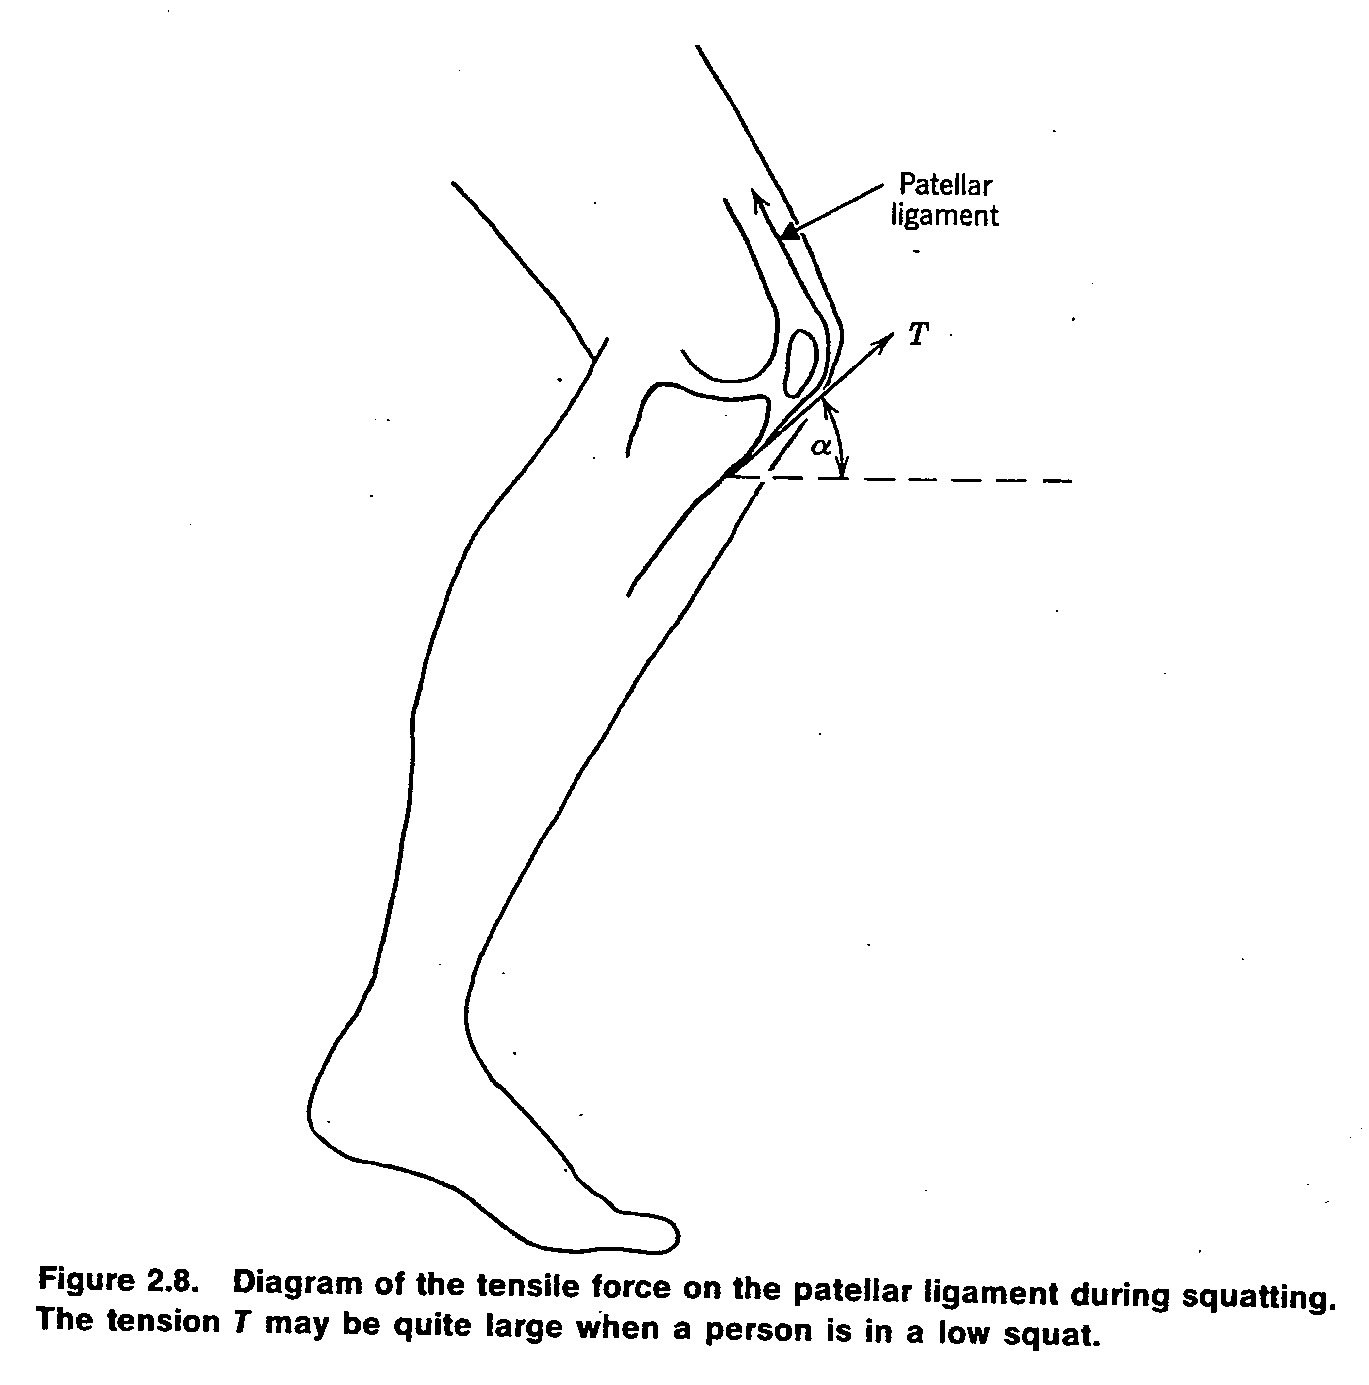 Patellar
ligament
T
α
Figure 2.8. Diagram of the tensile force on the patellar ligament during squatting.
The tension T may be quite large when a person is in a low squat.